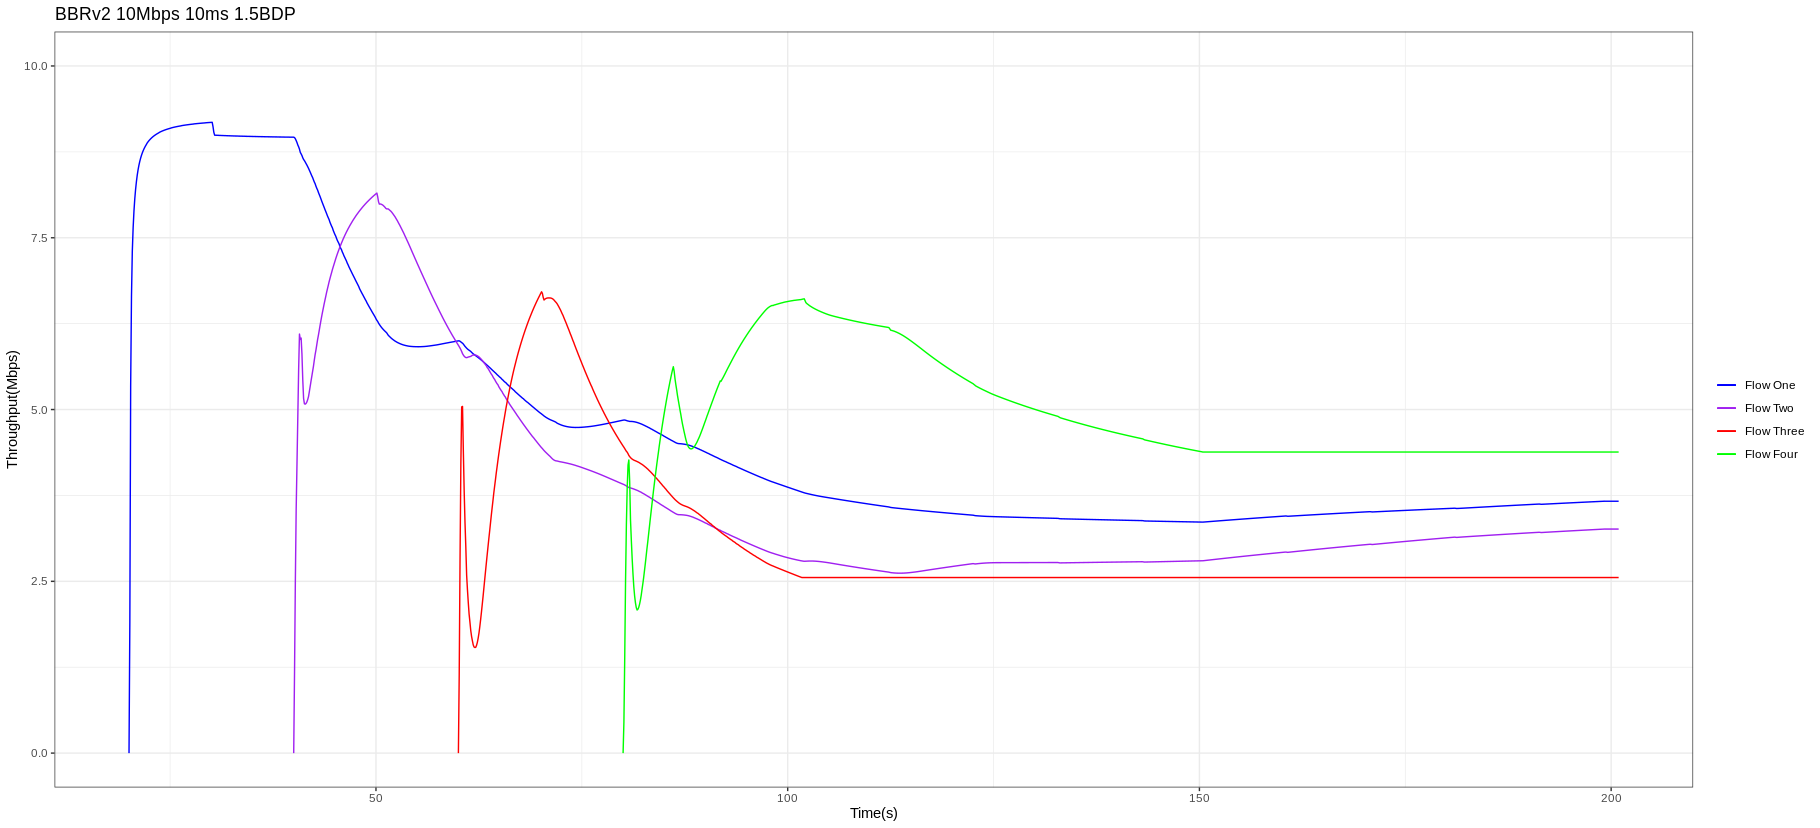 BBRv2 10Mbps 10ms 1.5BDP
Throughput(Mbps)
10.0
7.5
5.0
2.5
0.0
50
100
150
200
Time(s)
Flow One
Flow Two
Flow Three
Flow Four